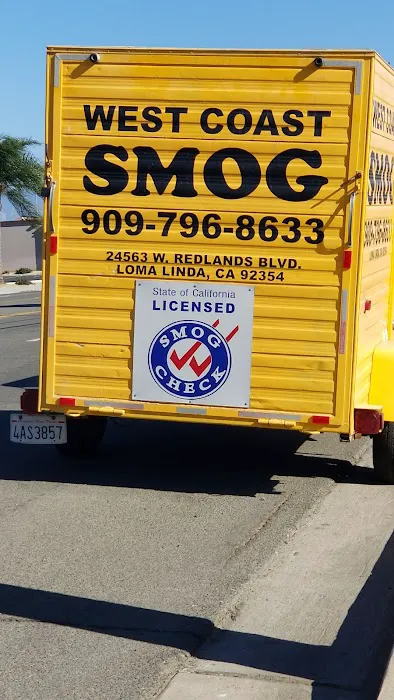 WEST COAST
SMOG
909-796-8633
24563 W. REDLANDS BLVD.
LOMA LINDA, CA 92354
State of California
LICENSED
SMOG
CHECK
4AS3857